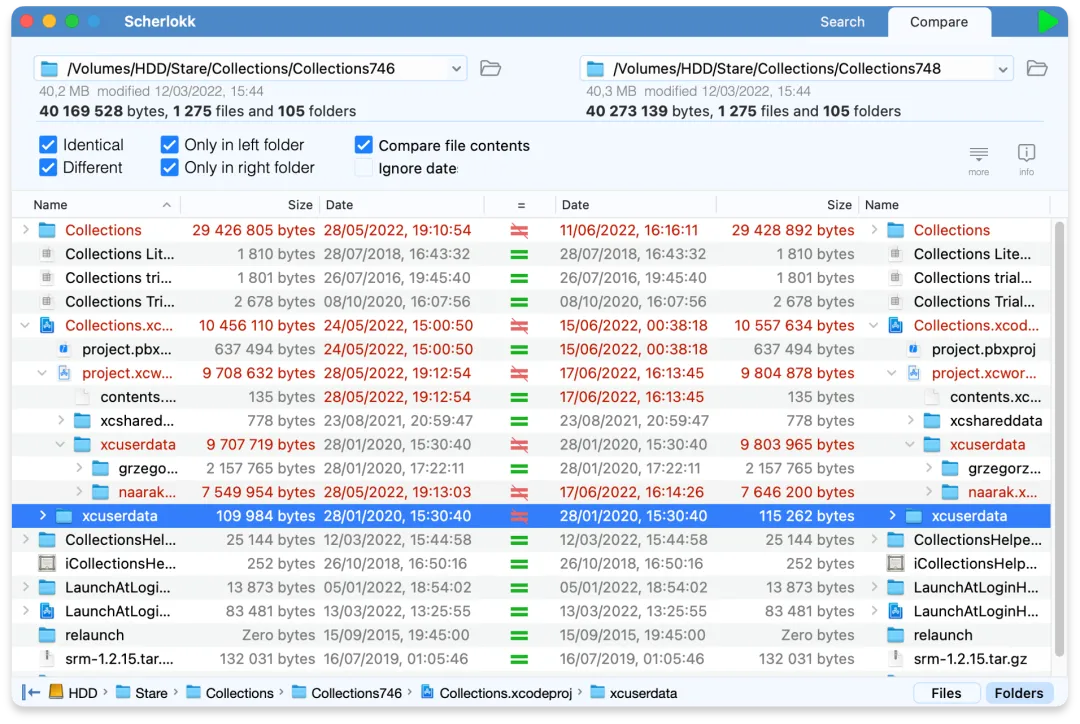 Scherlokk Search Compare
/Volumes/HDD/Stare/Collections/Collections746 /Volumes/HDD/Stare/Collections/Collections748
40,2 MB modified 12/03/2022, 15:44 40,3 MB modified 12/03/2022, 15:44
40 169 528 bytes, 1 275 files and 105 folders 40 273 139 bytes, 1 275 files and 105 folders
Identical Only in left folder Compare file contents
Different Only in right folder Ignore date
more info
Name Size Date = Date Size Name
Collections 29 426 805 bytes 28/05/2022, 19:10:54 11/06/2022, 16:16:11 29 428 892 bytes Collections
Collections Lit... 1 810 bytes 28/07/2018, 16:43:32 28/07/2018, 16:43:32 1 810 bytes Collections Lite...
Collections tri... 1 801 bytes 26/07/2016, 19:45:40 26/07/2016, 19:45:40 1 801 bytes Collections trial...
Collections Tri... 2 678 bytes 08/10/2020, 16:07:56 08/10/2020, 16:07:56 2 678 bytes Collections Trial...
Collections.xc... 10 456 110 bytes 24/05/2022, 15:00:50 15/06/2022, 00:38:18 10 557 634 bytes Collections.xcod...
project.pbx... 637 494 bytes 24/05/2022, 15:00:50 15/06/2022, 00:38:18 637 494 bytes project.pbxproj
project.xcw... 9 708 632 bytes 28/05/2022, 19:12:54 17/06/2022, 16:13:45 9 804 878 bytes project.xcwor...
contents.... 135 bytes 28/05/2022, 19:12:54 17/06/2022, 16:13:45 135 bytes contents.xc...
xcshared... 778 bytes 23/08/2021, 20:59:47 23/08/2021, 20:59:47 778 bytes xcshareddata
xcuserdata 9 707 719 bytes 28/01/2020, 15:30:40 28/01/2020, 15:30:40 9 803 965 bytes xcuserdata
grzego... 2 157 765 bytes 28/01/2020, 17:22:11 28/01/2020, 17:22:11 2 157 765 bytes grzegorz...
naarak... 7 549 954 bytes 28/05/2022, 19:13:03 17/06/2022, 16:14:26 7 646 200 bytes naarak.x...
xcuserdata 109 984 bytes 28/01/2020, 15:30:40 28/01/2020, 15:30:40 115 262 bytes xcuserdata
CollectionsHel... 25 144 bytes 12/03/2022, 15:44:58 12/03/2022, 15:44:58 25 144 bytes CollectionsHelpe...
iCollectionsHe... 252 bytes 26/10/2018, 16:50:16 26/10/2018, 16:50:16 252 bytes iCollectionsHelp...
LaunchAtLogi... 13 873 bytes 05/01/2022, 18:54:02 05/01/2022, 18:54:02 13 873 bytes LaunchAtLoginH...
LaunchAtLogi... 83 481 bytes 13/03/2022, 13:25:55 13/03/2022, 13:25:55 83 481 bytes LaunchAtLoginH...
relaunch Zero bytes 15/09/2015, 19:45:00 15/09/2015, 19:45:00 Zero bytes relaunch
srm-1.2.15.tar.... 132 031 bytes 16/07/2019, 01:05:46 16/07/2019, 01:05:46 132 031 bytes srm-1.2.15.tar.gz
HDD › Stare › Collections › Collections746 › Collections.xcodeproj › xcuserdata Files Folders